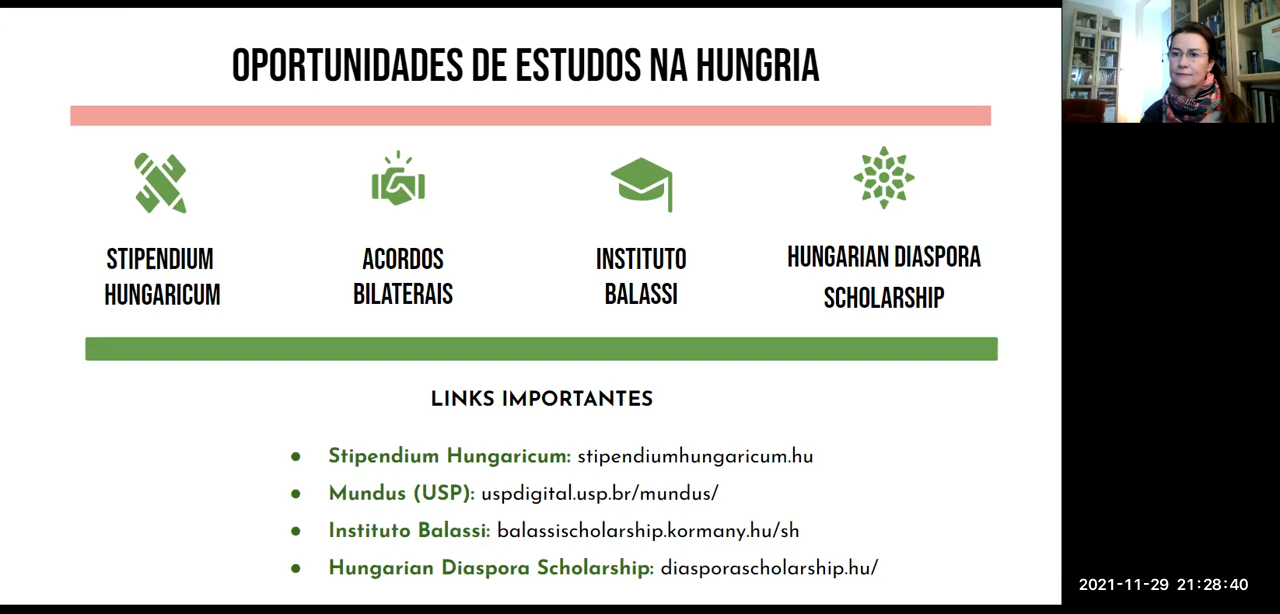 OPORTUNIDADES DE ESTUDOS NA HUNGRIA
STIPENDIUM
HUNGARICUM
ACORDOS
BILATERAIS
INSTITUTO
BALASSI
HUNGARIAN DIASPORA
SCHOLARSHIP
LINKS IMPORTANTES
● Stipendium Hungaricum: stipendiumhungaricum.hu
● Mundus (USP): uspdigital.usp.br/mundus/
● Instituto Balassi: balassischolarship.kormany.hu/sh
● Hungarian Diaspora Scholarship: diasporascholarship.hu/
2021-11-29 21:28:40